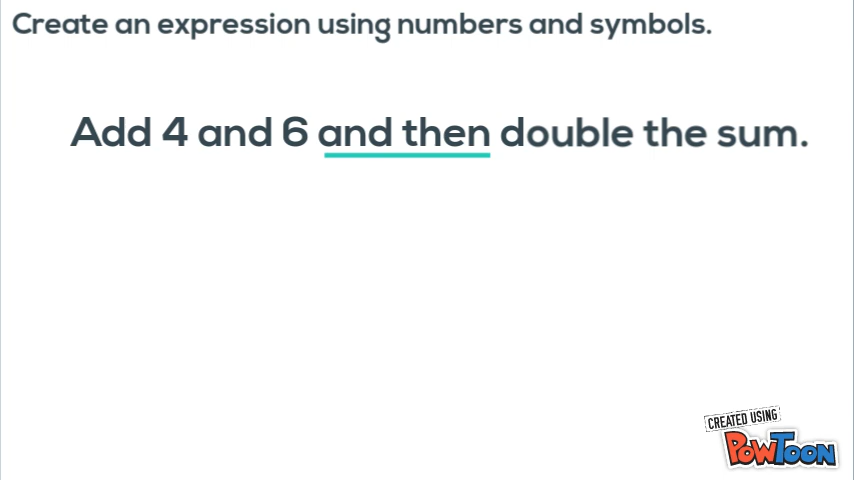 Create an expression using numbers and symbols.
Add 4 and 6 and then double the sum.
CREATED USING
POWTOON